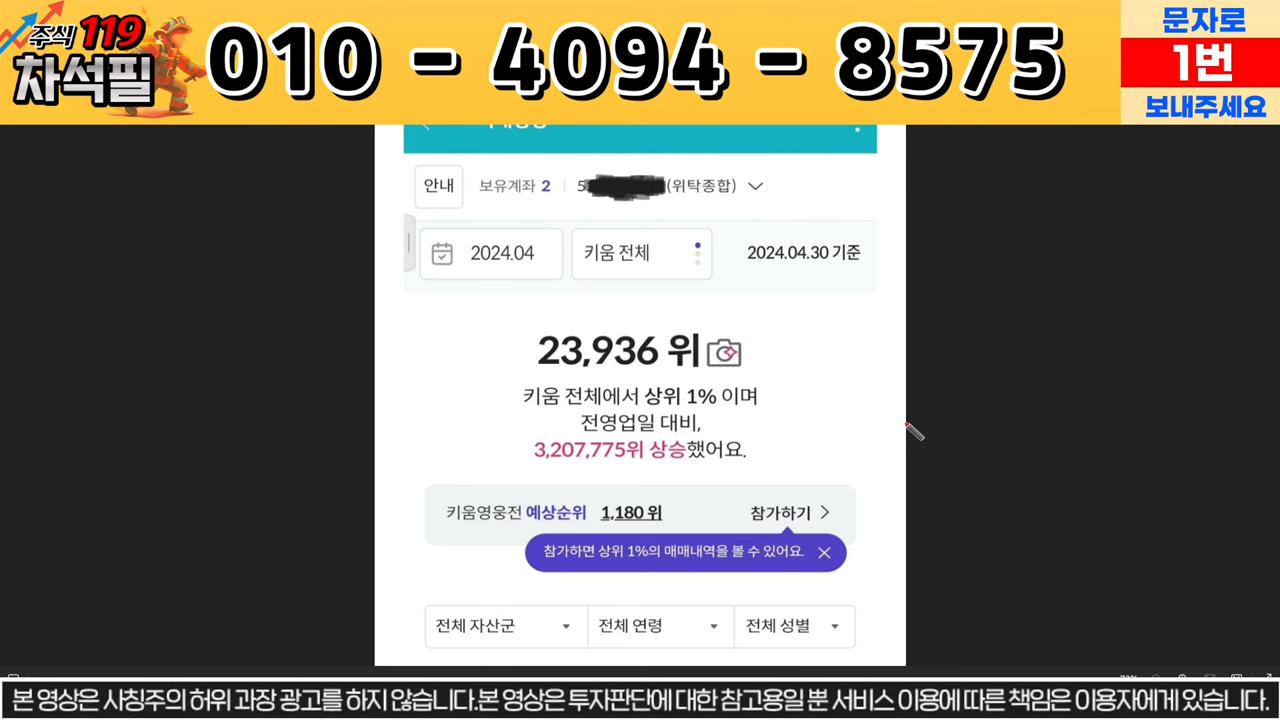 주식 119
차석필
010 - 4094 - 8575
문자로
1번
보내주세요
안내
보유계좌 2
5
(위탁종합)
2024.04
키움 전체
2024.04.30 기준
23,936 위
키움 전체에서 상위 1% 이며
전영업일 대비,
3,207,775위 상승했어요.
키움영웅전 예상순위 1,180 위
참가하기
참가하면 상위 1%의 매매내역을 볼 수 있어요.
전체 자산군
전체 연령
전체 성별
본 영상은 사칭주의 허위 과장 광고를 하지 않습니다.본 영상은 투자판단에 대한 참고용일 뿐 서비스 이용에 따른 책임은 이용자에게 있습니다.